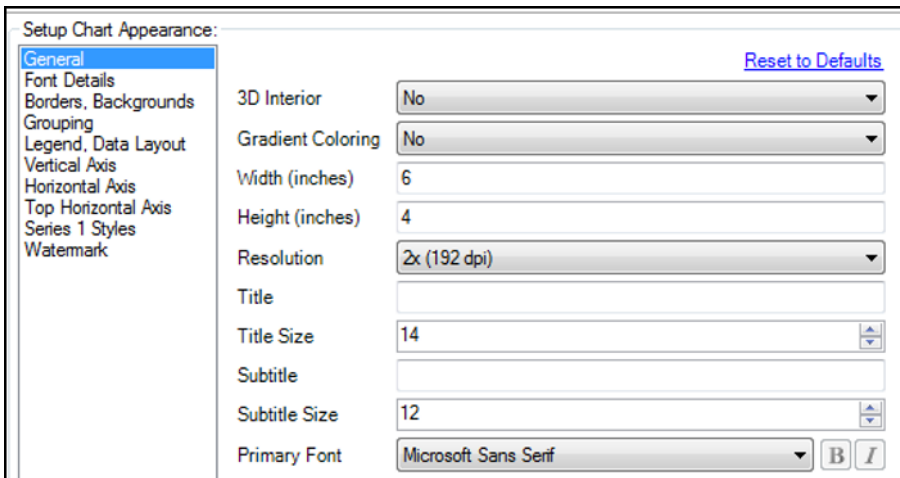 Setup Chart Appearance:
General
Font Details
Borders, Backgrounds
Grouping
Legend, Data Layout
Vertical Axis
Horizontal Axis
Top Horizontal Axis
Series 1 Styles
Watermark
Reset to Defaults
3D Interior No
Gradient Coloring No
Width (inches) 6
Height (inches) 4
Resolution 2x (192 dpi)
Title
Title Size 14
Subtitle
Subtitle Size 12
Primary Font Microsoft Sans Serif B I